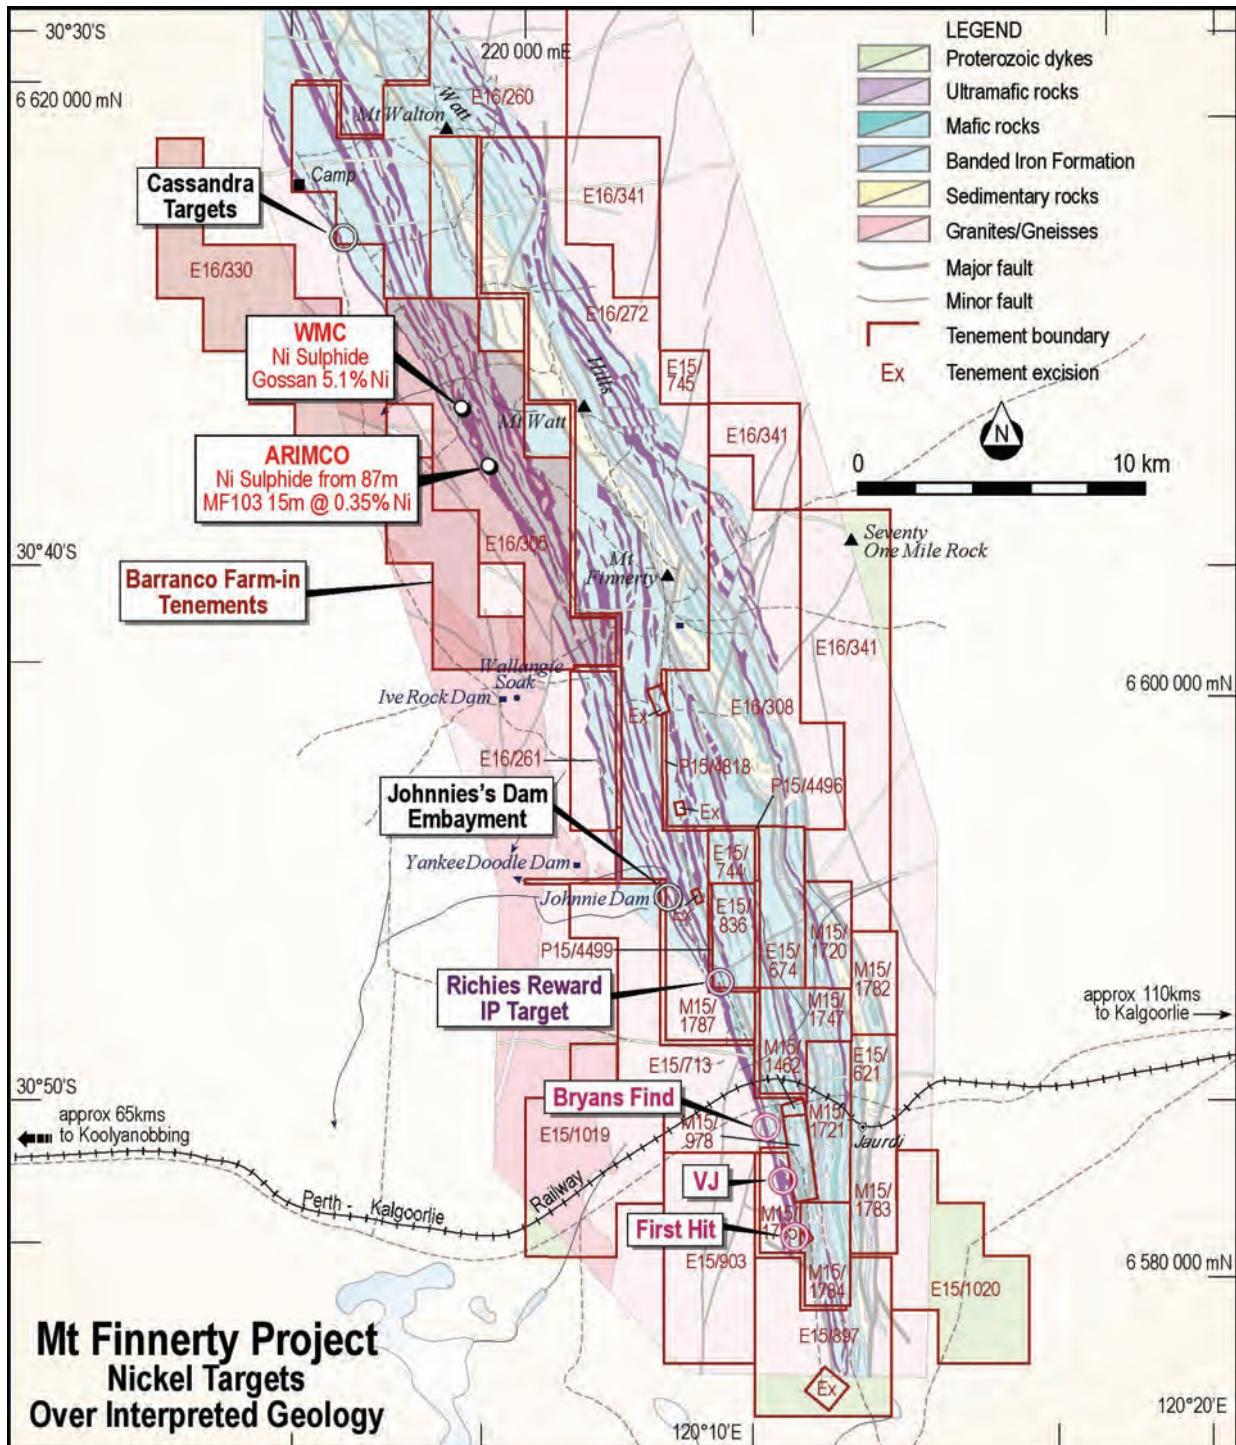 30°30'S
220 000 mE
6 620 000 mN
LEGEND
Proterozoic dykes
Ultramafic rocks
Mafic rocks
Banded Iron Formation
Sedimentary rocks
Granites/Gneisses
Major fault
Minor fault
Tenement boundary
Ex
Tenement excision
N
0
10 km
E16/260
Watt
Mt Walton
Camp
Cassandra
Targets
E16/341
E16/330
E16/272
WMC
Ni Sulphide
Gossan 5.1% Ni
E15/
745
Hills
Mt Watt
E16/341
ARIMCO
Ni Sulphide from 87m
MF103 15m @ 0.35% Ni
Seventy
One Mile Rock
30°40'S
E16/305
Mt
Finnerty
Barranco Farm-in
Tenements
E16/341
Wallangie
Soak
Ive Rock Dam
6 600 000 mN
E16/308
Ex
E16/261
P15/4818
P15/4496
Johnnies's Dam
Embayment
Ex
E15/
744
Yankee Doodle Dam
Johnnie Dam
Ex
E15/
836
P15/4499
E15/
674
M15/
1720
M15/
1782
Richies Reward
IP Target
M15/
1787
M15/
1747
approx 110kms
to Kalgoorlie
E15/713
M15/
1462
E15/
621
30°50'S
Bryans Find
approx 65kms
to Koolyanobbing
E15/1019
M15/
978
M15/
1721
Jaurdi
VJ
Railway
Perth - Kalgoorlie
M15/
1783
First Hit
M15/
E15/903
M15/
1784
6 580 000 mN
E15/1020
E15/897
Mt Finnerty Project
Nickel Targets
Over Interpreted Geology
Ex
120°10'E
120°20'E